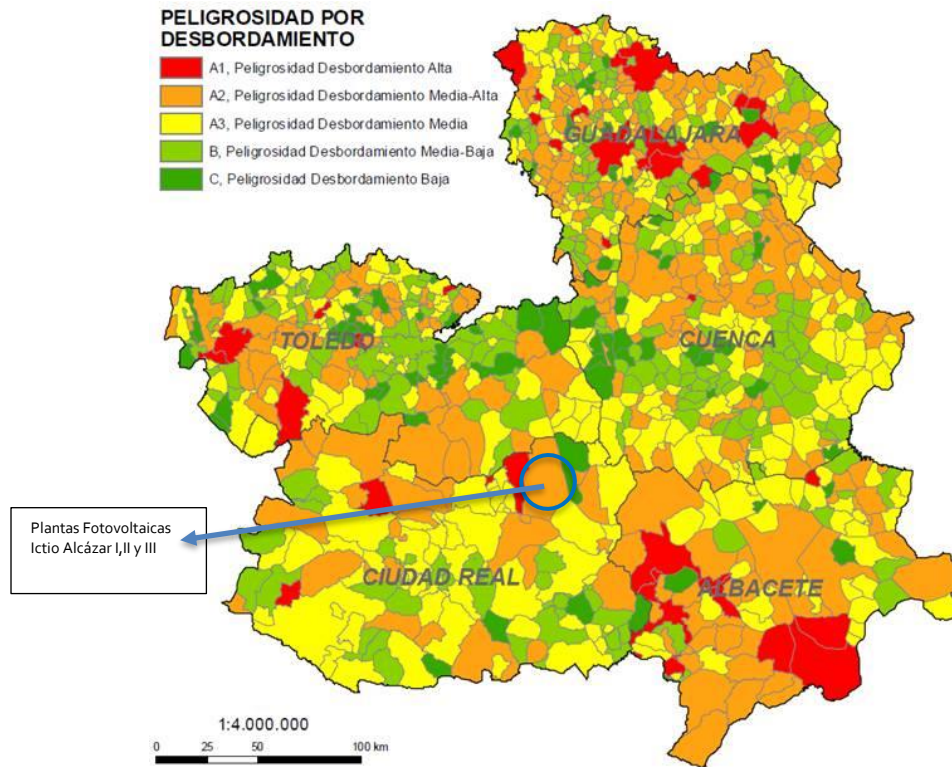 PELIGROSIDAD POR
DESBORDAMIENTO
A1, Peligrosidad Desbordamiento Alta
A2, Peligrosidad Desbordamiento Media-Alta
A3, Peligrosidad Desbordamiento Media
B, Peligrosidad Desbordamiento Media-Baja
C, Peligrosidad Desbordamiento Baja
GUADALAJARA
TOLEDO
CUENCA
Plantas Fotovoltaicas
Ictio Alcázar I,II y III
CIUDAD REAL
ALBACETE
1:4.000.000
0 25 50 100 km